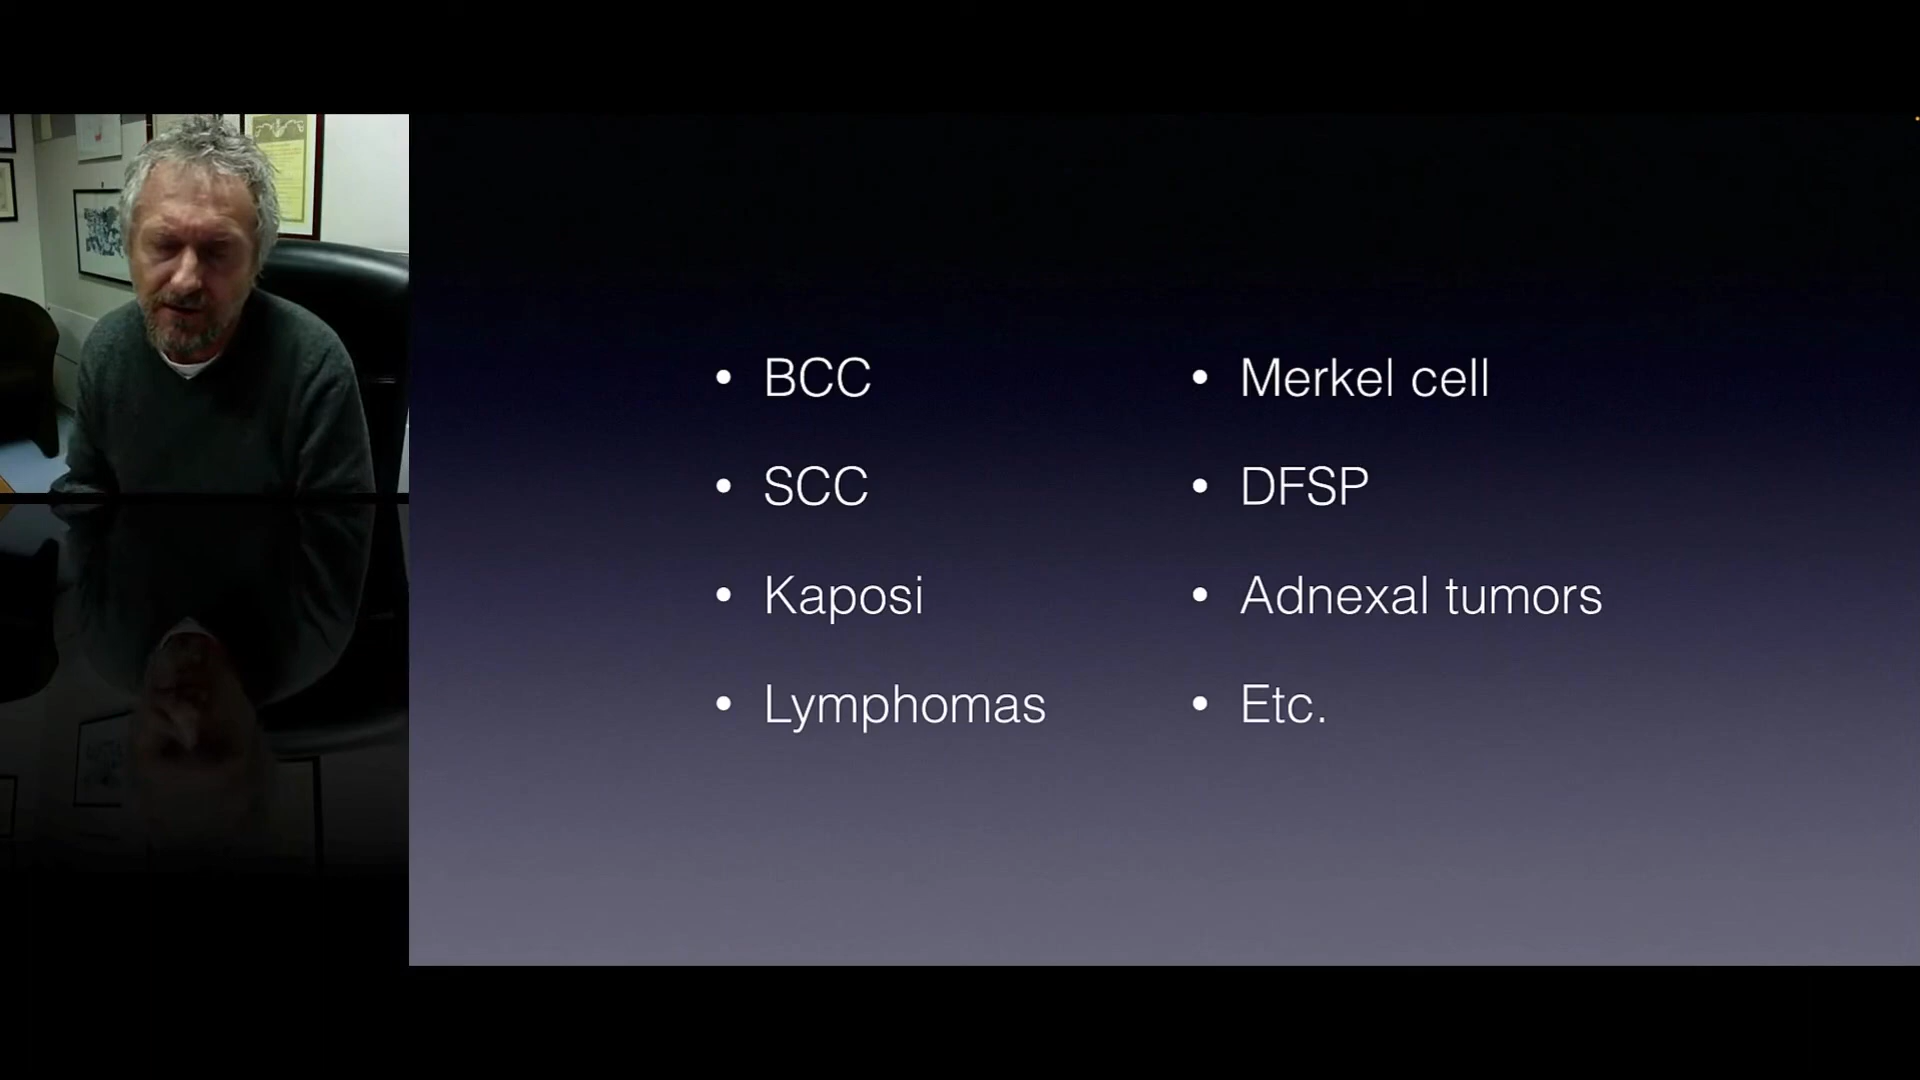 BCC
SCC
Kaposi
Lymphomas
Merkel cell
DFSP
Adnexal tumors
Etc.